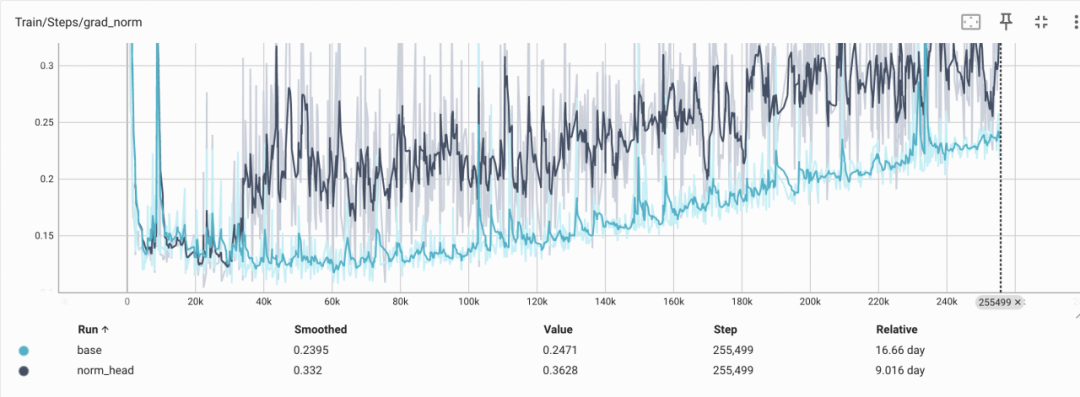 Train/Steps/grad_norm
0.3
0.25
0.2
0.15
0 20k 40k 60k 80k 100k 120k 140k 160k 180k 200k 220k 240k 255499 ×
Run ↑ Smoothed Value Step Relative
base 0.2395 0.2471 255,499 16.66 day
norm_head 0.332 0.3628 255,499 9.016 day